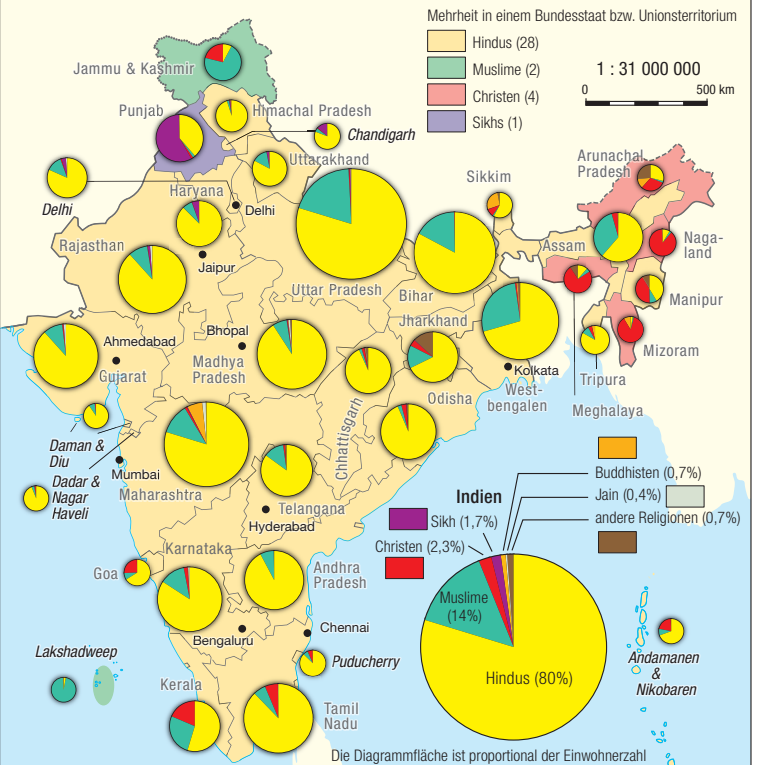 Mehrheit in einem Bundesstaat bzw. Unionsterritorium
Hindus (28)
Muslime (2)
Christen (4)
Sikhs (1)
1 : 31 000 000
0
500 km
Jammu & Kashmir
Punjab
Himachal Pradesh
Chandigarh
Uttarakhand
Delhi
Haryana
Delhi
Sikkim
Arunachal
Pradesh
Rajasthan
Jaipur
Assam
Naga-
land
Uttar Pradesh
Bihar
Manipur
Jharkhand
Ahmedabad
Bhopal
Gujarat
Madhya
Pradesh
Mizoram
Kolkata
Tripura
West-
bengalen
Meghalaya
Odisha
Chhattisgarh
Daman &
Diu
Mumbai
Dadar &
Nagar
Haveli
Maharashtra
Telangana
Hyderabad
Karnataka
Goa
Andhra
Pradesh
Bengaluru
Chennai
Lakshadweep
Puducherry
Kerala
Tamil
Nadu
Indien
Buddhisten (0,7%)
Jain (0,4%)
andere Religionen (0,7%)
Sikh (1,7%)
Christen (2,3%)
Muslime
(14%)
Hindus (80%)
Andamanen
&
Nikobaren
Die Diagrammfläche ist proportional der Einwohnerzahl